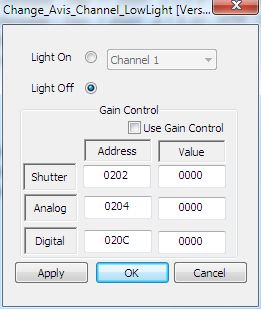 Change_Avis_Channel_LowLight [Vers...
Light On Channel 1
Light Off
Gain Control
Use Gain Control
Address Value
Shutter 0202 0000
Analog 0204 0000
Digital 020C 0000
Apply OK Cancel